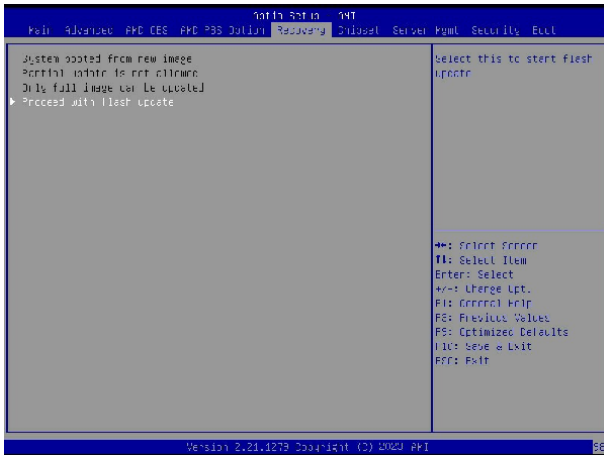 Aptio Setup - AMI
Main Advanced AMD CBS AMD PBS Option Recovery Chipset Server Mgmt Security Boot
System booted from new image
Partial update is not allowed
Only full image can be updated
Proceed with flash update
Select this to start flash
update
++: Select Screen
↑↓: Select Item
Enter: Select
+/-: Change Opt.
F1: General Help
F8: Previous Values
F9: Optimized Defaults
F10: Save & Exit
ESC: Exit
Version 2.21.1279 Copyright (C) 2023 AMI